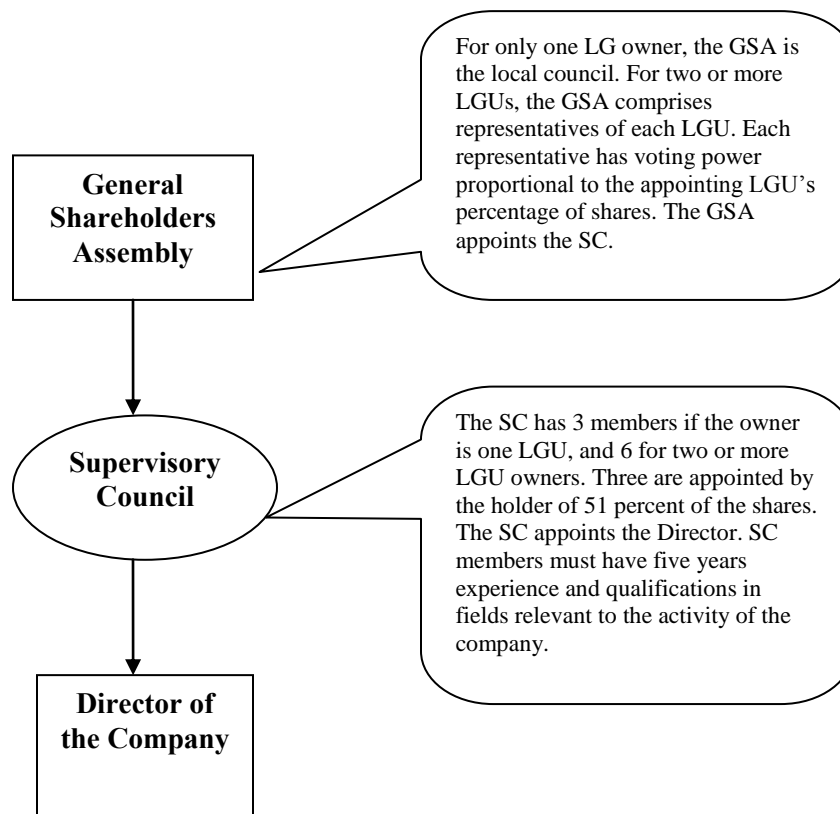 For only one LG owner, the GSA is
the local council. For two or more
LGUs, the GSA comprises
representatives of each LGU. Each
representative has voting power
proportional to the appointing LGU’s
percentage of shares. The GSA
appoints the SC.
General
Shareholders
Assembly
The SC has 3 members if the owner
is one LGU, and 6 for two or more
LGU owners. Three are appointed by
the holder of 51 percent of the shares.
The SC appoints the Director. SC
members must have five years
experience and qualifications in
fields relevant to the activity of the
company.
Supervisory
Council
Director of
the Company